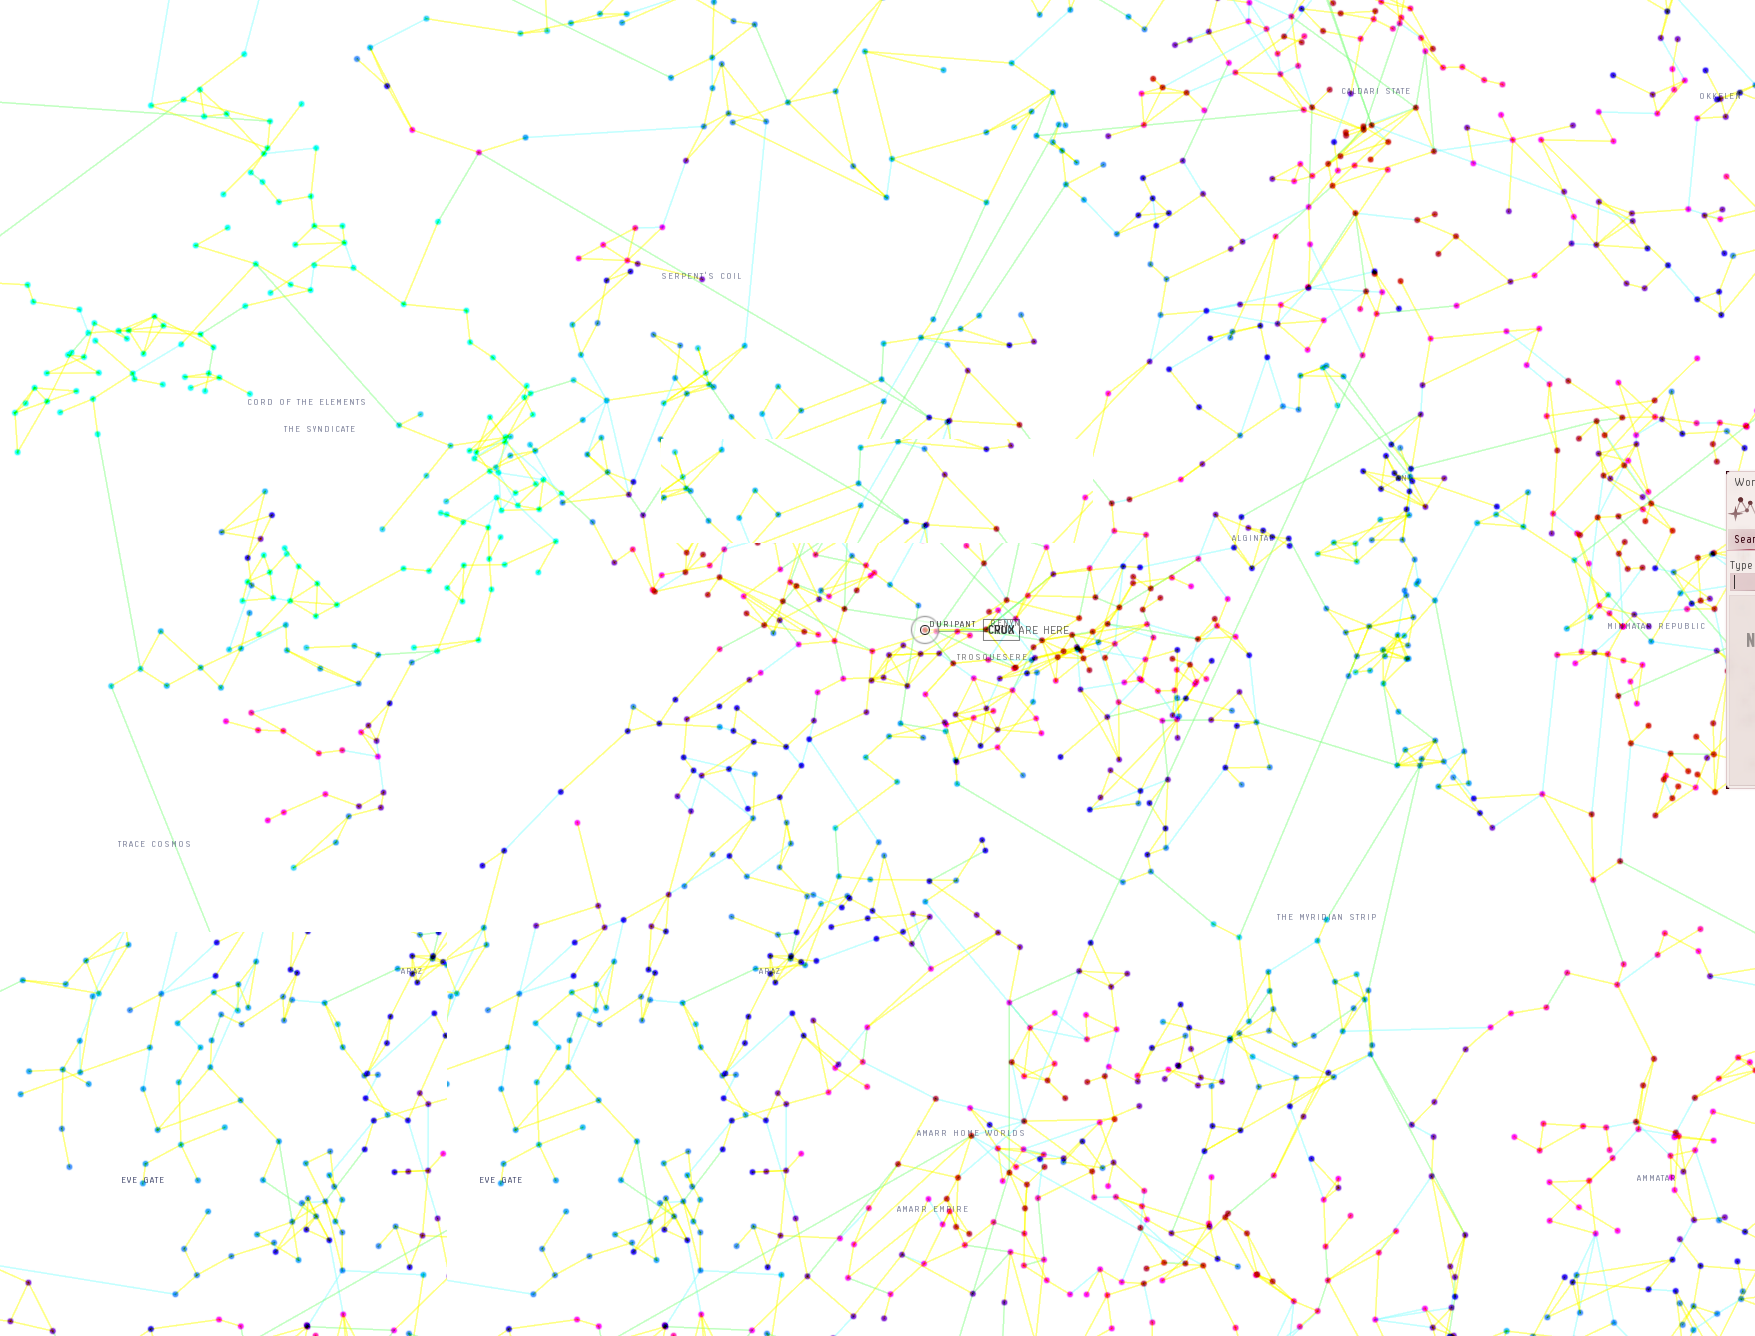 CALDARI STATE
OKKELEN
SERPENT'S COIL
CORD OF THE ELEMENTS
THE SYNDICATE
Wor
ALGINTAL
Sear
Type
DURIPANT
CRUX ARE HERE
MINMATAR REPUBLIC
N
TROSQUESERE
TRACE COSMOS
THE MYRIDIAN STRIP
ARAZ
ARAZ
AMARR HOME WORLDS
EVE GATE
EVE GATE
AMMATAR
AMARR EMPIRE